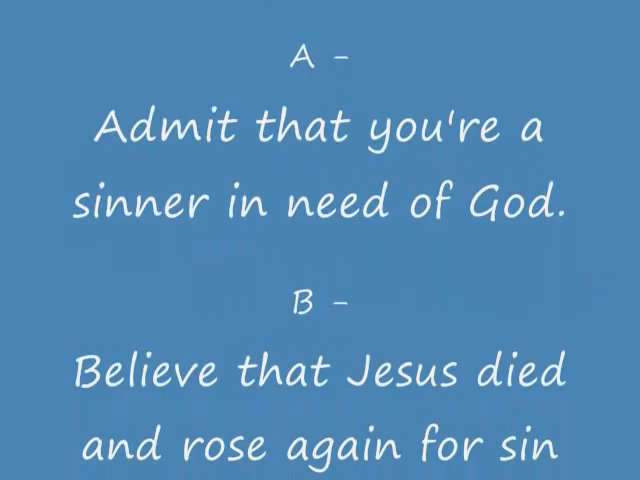 A -
Admit that you're a
sinner in need of God.
B -
Believe that Jesus died
and rose again for sin